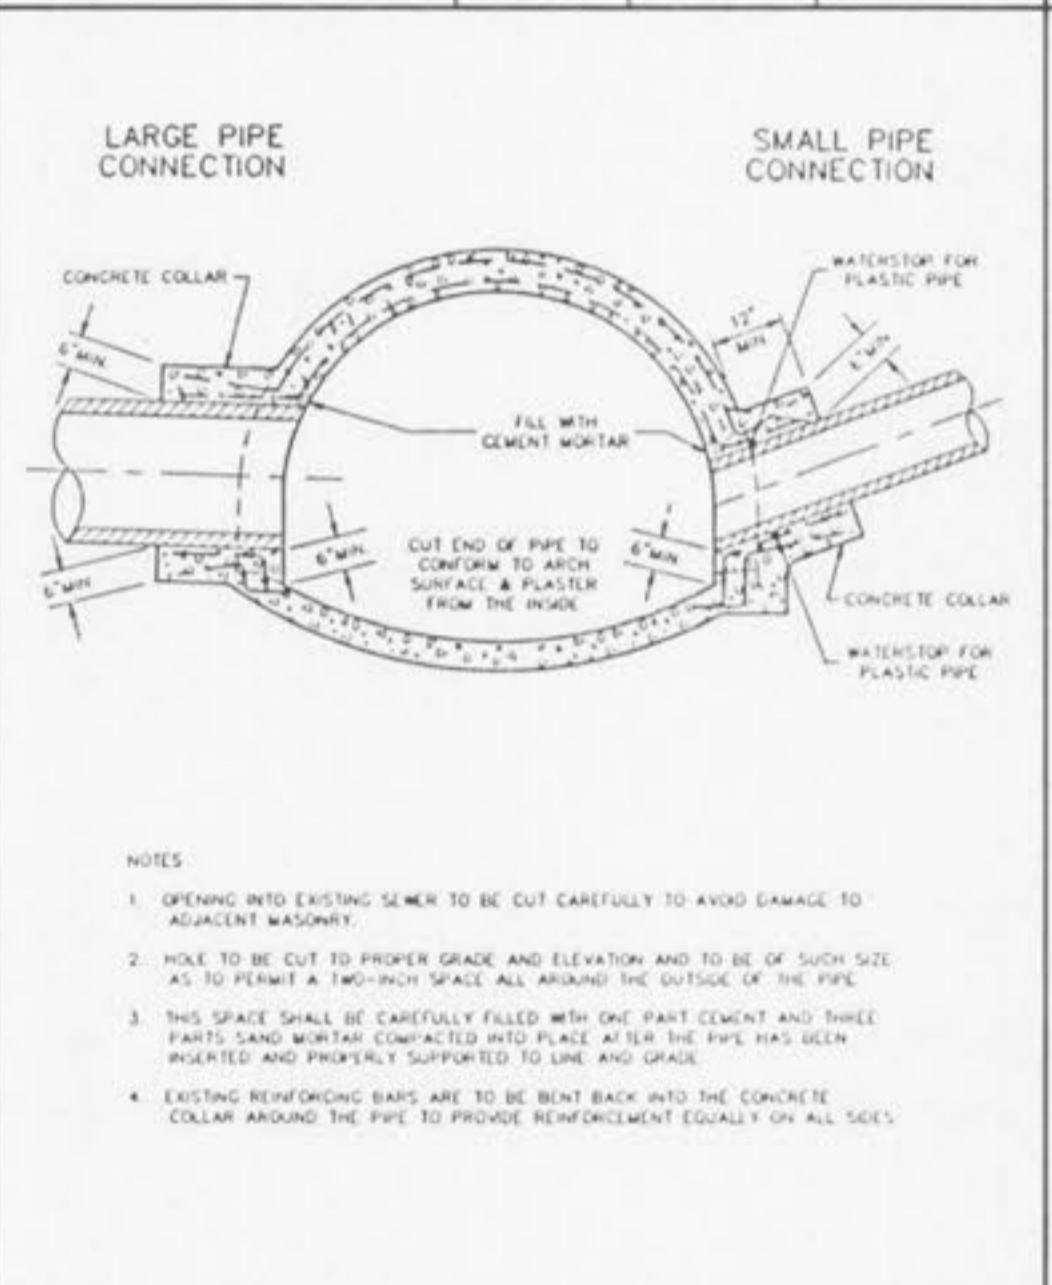 LARGE PIPE
CONNECTION
SMALL PIPE
CONNECTION
CONCRETE COLLAR
WATERSTOP FOR
PLASTIC PIPE
12"
MIN
6" MIN.
MIN
FILL WITH
CEMENT MORTAR
6" MIN.
6" MIN.
CUT END OF PIPE TO
CONFORM TO ARCH
SURFACE & PLASTER
FROM THE INSIDE
6" MIN.
CONCRETE COLLAR
WATERSTOP FOR
PLASTIC PIPE
NOTES
1. OPENING INTO EXISTING SEWER TO BE CUT CAREFULLY TO AVOID DAMAGE TO
ADJACENT MASONRY.
2. HOLE TO BE CUT TO PROPER GRADE AND ELEVATION AND TO BE OF SUCH SIZE
AS TO PERMIT A TWO-INCH SPACE ALL AROUND THE OUTSIDE OF THE PIPE
3. THIS SPACE SHALL BE CAREFULLY FILLED WITH ONE PART CEMENT AND THREE
PARTS SAND MORTAR COMPACTED INTO PLACE AFTER THE PIPE HAS BEEN
INSERTED AND PROPERLY SUPPORTED TO LINE AND GRADE
4. EXISTING REINFORCING BARS ARE TO BE BENT BACK INTO THE CONCRETE
COLLAR AROUND THE PIPE TO PROVIDE REINFORCEMENT EQUALLY ON ALL SIDES